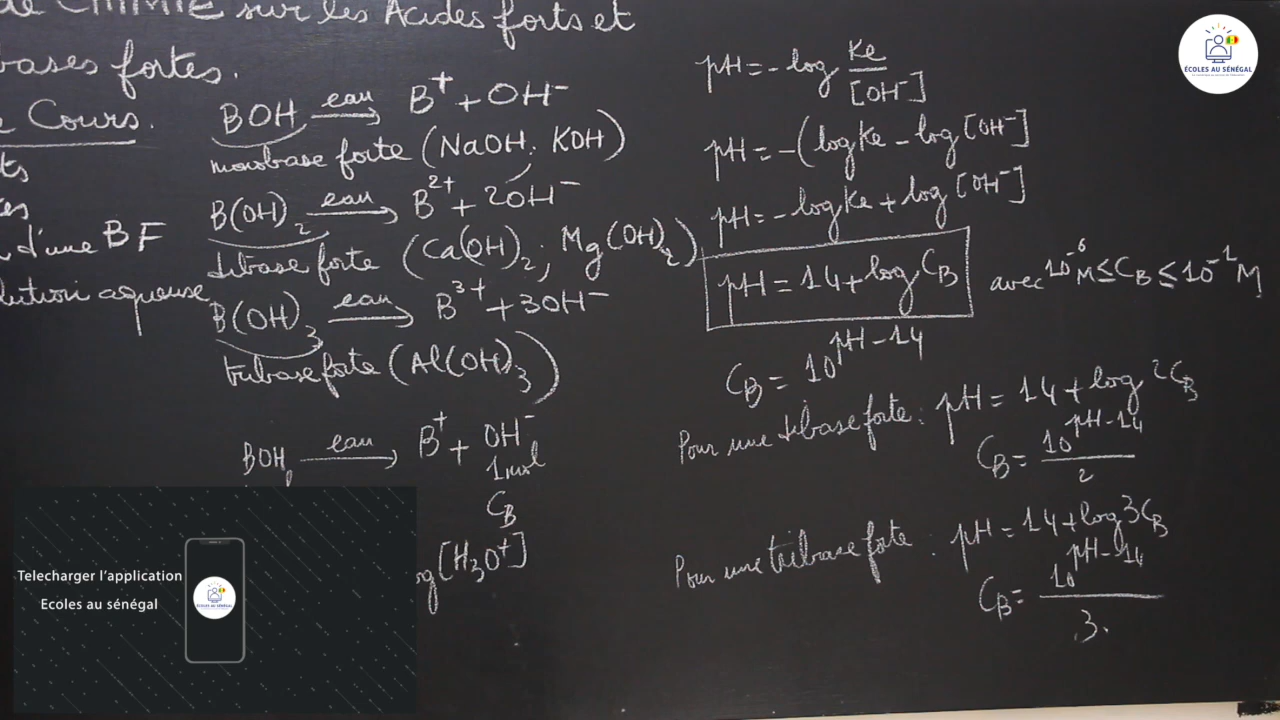 de CHIMIE sur les Acides forts et
bases fortes.
Cours.
d'une BF
aqueuse
BOH eau→ B⁺ + OH⁻
monobase forte (NaOH; KOH)
B(OH)₂ eau→ B²⁺ + 2OH⁻
dibase forte (Ca(OH)₂; Mg(OH)₂)
B(OH)₃ eau→ B³⁺ + 3OH⁻
tribase forte (Al(OH)₃)
BOH eau→ B⁺ + OH⁻
1mol
C_B
[H₃O⁺]
pH = -log Ke/[OH⁻]
pH = -(log Ke - log [OH⁻]
pH = -log Ke + log [OH⁻]
pH = 14 + log C_B avec 10⁻⁶ M ≤ C_B ≤ 10⁻¹ M
C_B = 10^(pH-14)
Pour une dibase forte : pH = 14 + log 2C_B
C_B = 10^(pH-14)/2
Pour une tribase forte : pH = 14 + log 3C_B
C_B = 10^(pH-14)/3.
Telecharger l'application
Ecoles au sénégal
ÉCOLES AU SÉNÉGAL